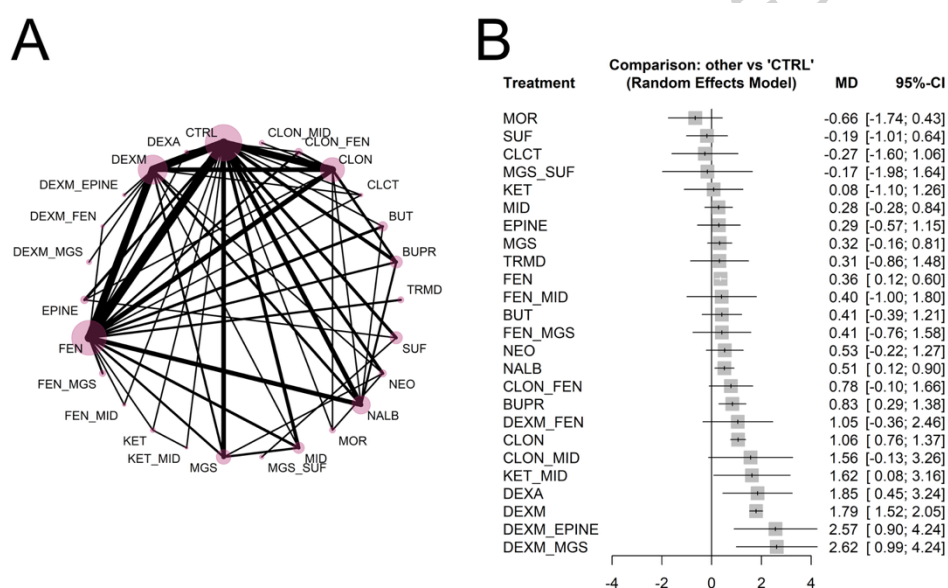 A
CTRL
CLON_MID
DEXA
CLON_FEN
DEXM
CLON
DEXM_EPINE
CLCT
DEXM_FEN
BUT
DEXM_MGS
BUPR
EPINE
TRMD
FEN
SUF
FEN_MGS
NEO
FEN_MID
NALB
KET
MOR
KET_MID
MID
MGS
MGS_SUF
B
Comparison: other vs 'CTRL'
Treatment (Random Effects Model) MD 95%-CI
MOR -0.66 [-1.74; 0.43]
SUF -0.19 [-1.01; 0.64]
CLCT -0.27 [-1.60; 1.06]
MGS_SUF -0.17 [-1.98; 1.64]
KET 0.08 [-1.10; 1.26]
MID 0.28 [-0.28; 0.84]
EPINE 0.29 [-0.57; 1.15]
MGS 0.32 [-0.16; 0.81]
TRMD 0.31 [-0.86; 1.48]
FEN 0.36 [ 0.12; 0.60]
FEN_MID 0.40 [-1.00; 1.80]
BUT 0.41 [-0.39; 1.21]
FEN_MGS 0.41 [-0.76; 1.58]
NEO 0.53 [-0.22; 1.27]
NALB 0.51 [ 0.12; 0.90]
CLON_FEN 0.78 [-0.10; 1.66]
BUPR 0.83 [ 0.29; 1.38]
DEXM_FEN 1.05 [-0.36; 2.46]
CLON 1.06 [ 0.76; 1.37]
CLON_MID 1.56 [-0.13; 3.26]
KET_MID 1.62 [ 0.08; 3.16]
DEXA 1.85 [ 0.45; 3.24]
DEXM 1.79 [ 1.52; 2.05]
DEXM_EPINE 2.57 [ 0.90; 4.24]
DEXM_MGS 2.62 [ 0.99; 4.24]
-4 -2 0 2 4